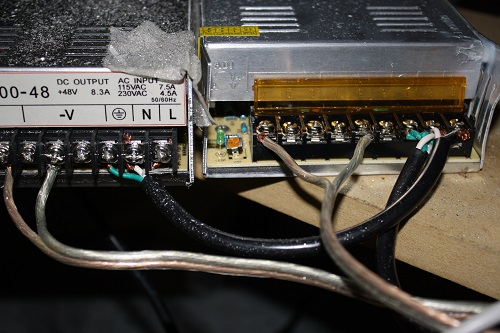 DC OUTPUT
+48V 8.3A
AC INPUT
115VAC 7.5A
230VAC 4.5A
50/60Hz
00-48
-V
N
L